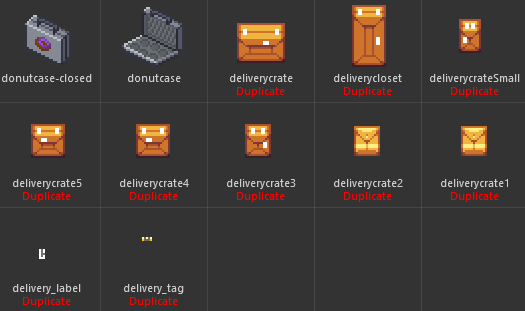 donutcase-closed
donutcase
deliverycrate
Duplicate
deliverycloset
Duplicate
deliverycrateSmall
Duplicate
deliverycrate5
Duplicate
deliverycrate4
Duplicate
deliverycrate3
Duplicate
deliverycrate2
Duplicate
deliverycrate1
Duplicate
delivery_label
Duplicate
delivery_tag
Duplicate